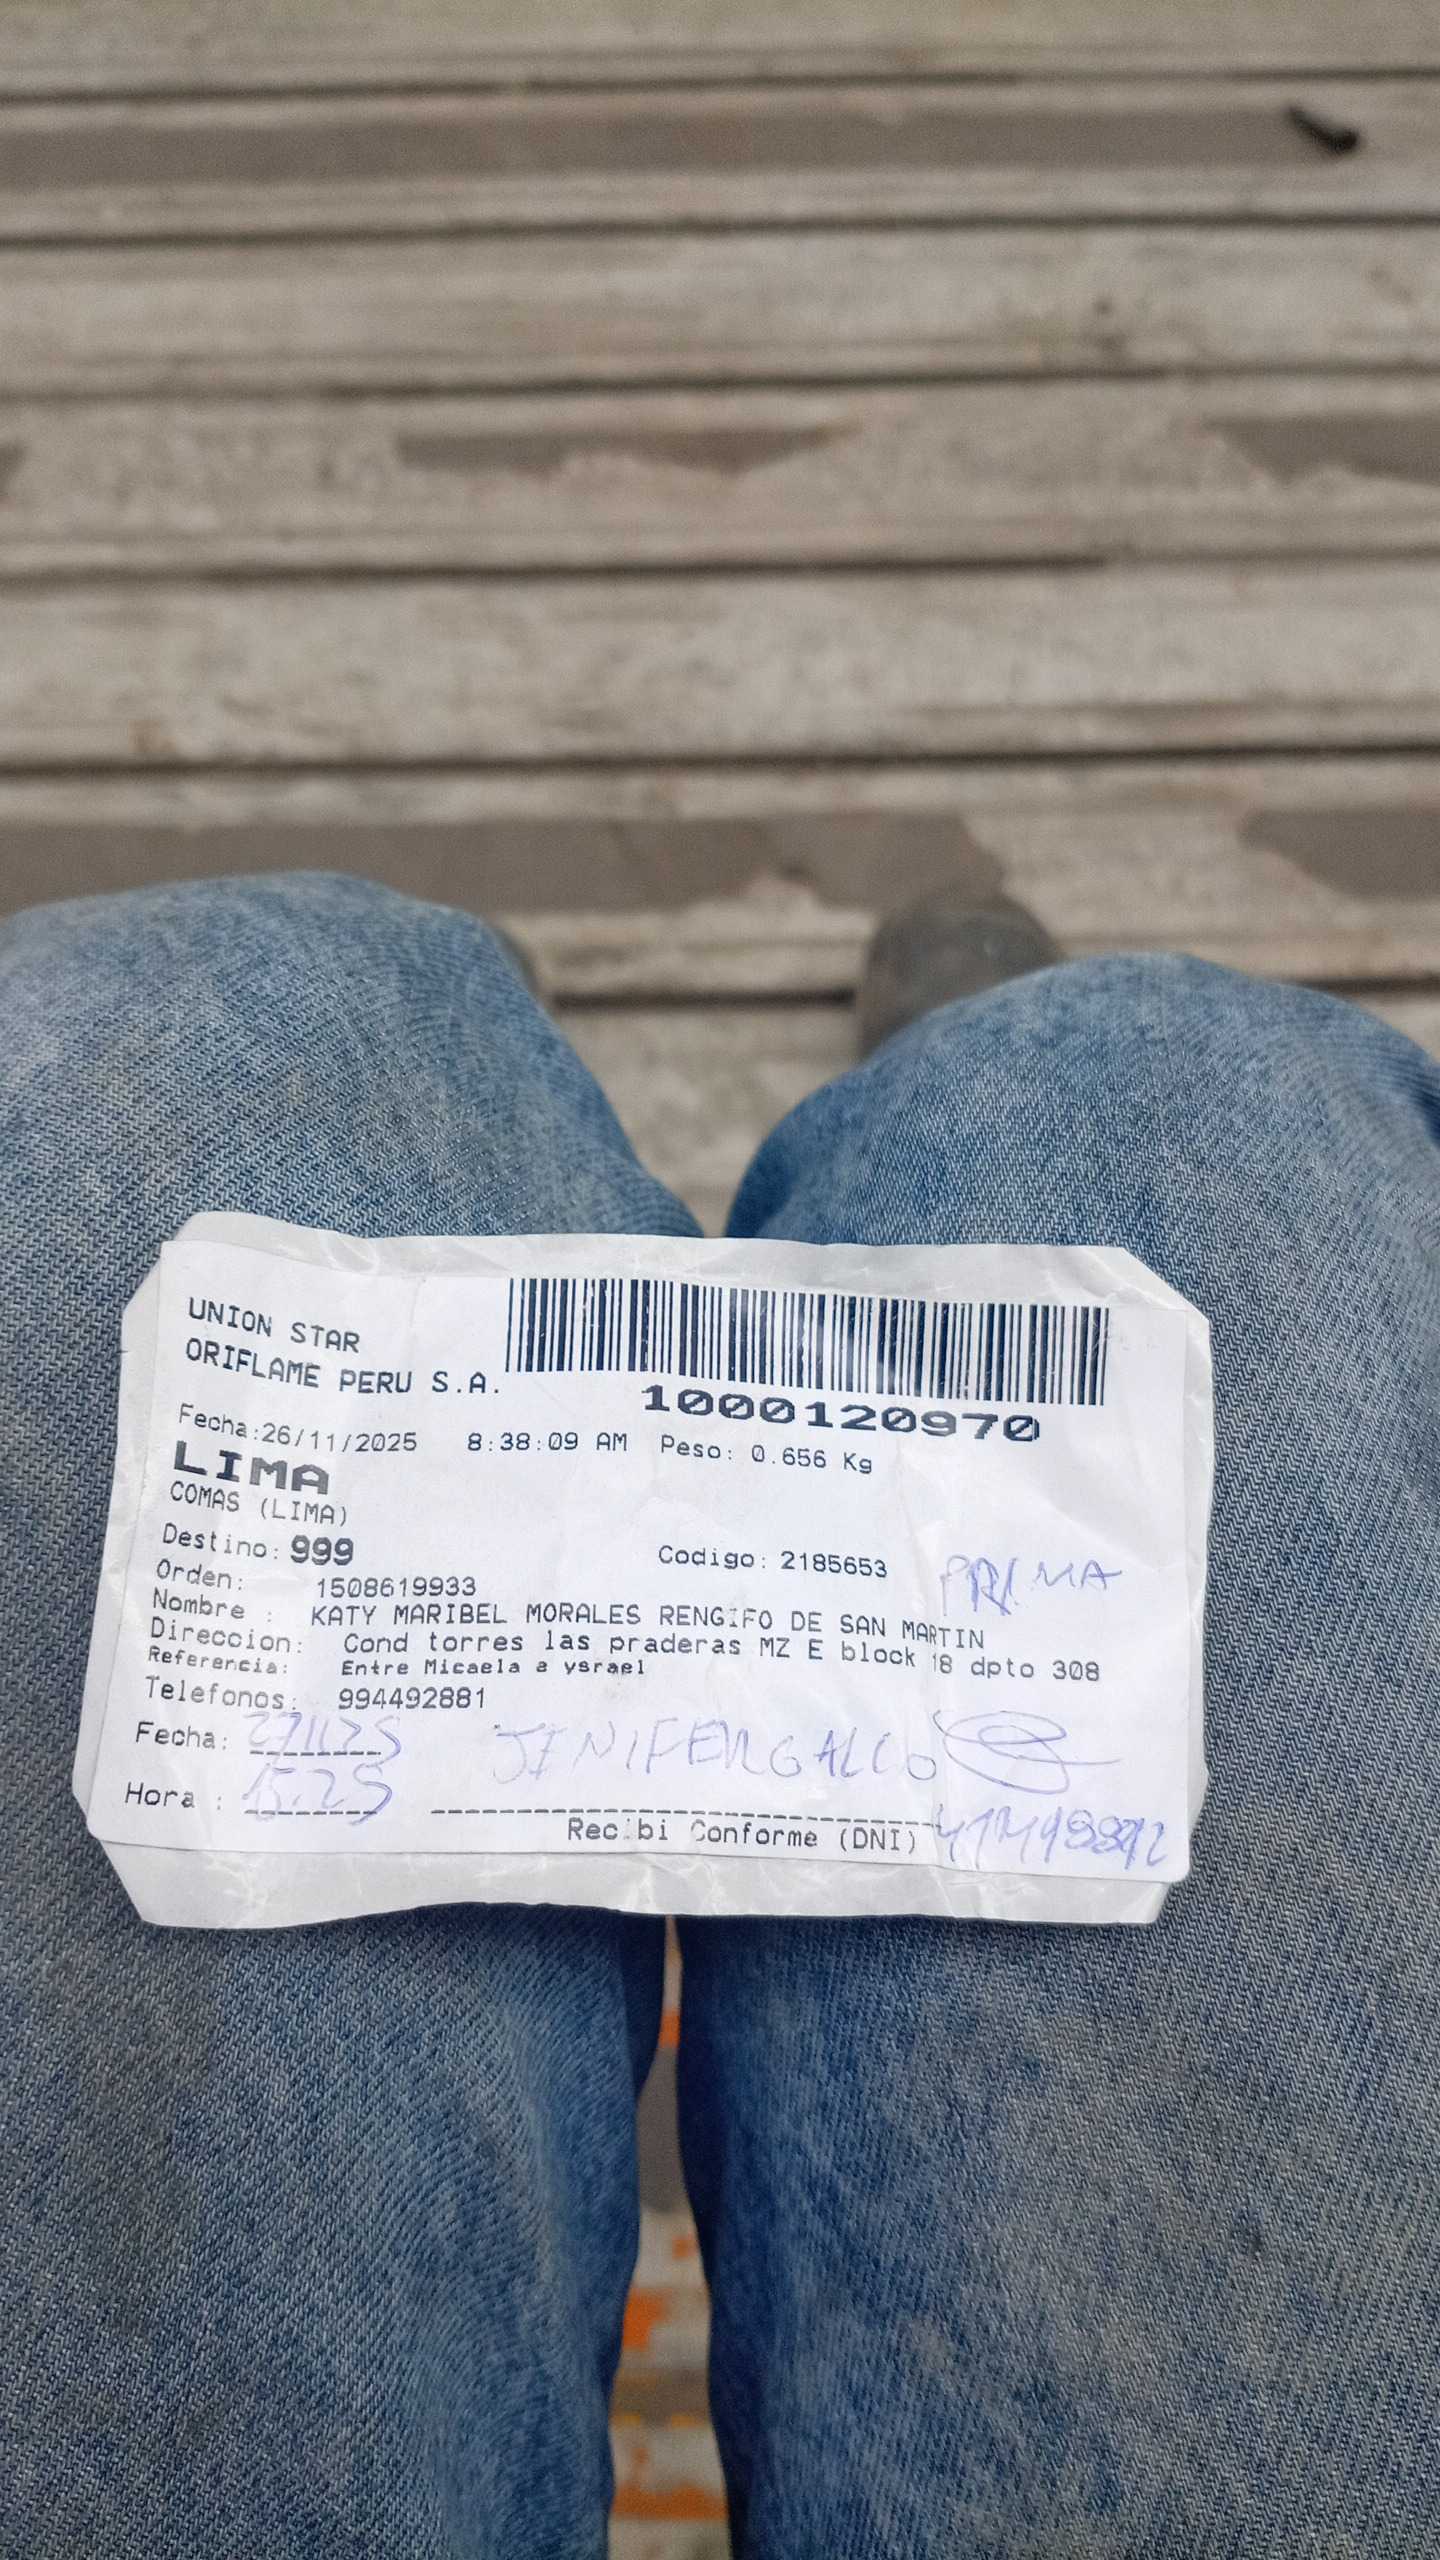 UNION STAR
ORIFLAME PERU S.A.
1000120970
Fecha:26/11/2025 8:38:09 AM Peso: 0.656 Kg
LIMA
COMAS (LIMA)
Destino: 999 Codigo: 2185653 PRIMA
Orden: 1508619933
Nombre : KATY MARIBEL MORALES RENGIFO DE SAN MARTIN
Direccion: Cond torres las praderas MZ E block 18 dpto 308
Referencia: Entre Micaela a ysrael
Telefonos: 994492881
Fecha: JENIFER GALLO
Hora : 15:25
Recibi Conforme (DNI)